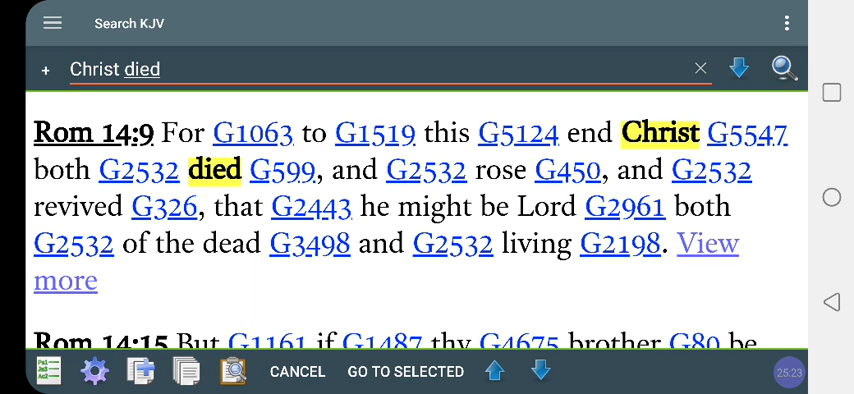 Search KJV
+ Christ died
Rom 14:9 For G1063 to G1519 this G5124 end Christ G5547
both G2532 died G599, and G2532 rose G450, and G2532
revived G326, that G2443 he might be Lord G2961 both
G2532 of the dead G3498 and G2532 living G2198. View
more
Rom 14:15 But G1161 if G1487 thy G4675 brother G80 be
CANCEL GO TO SELECTED 25:23